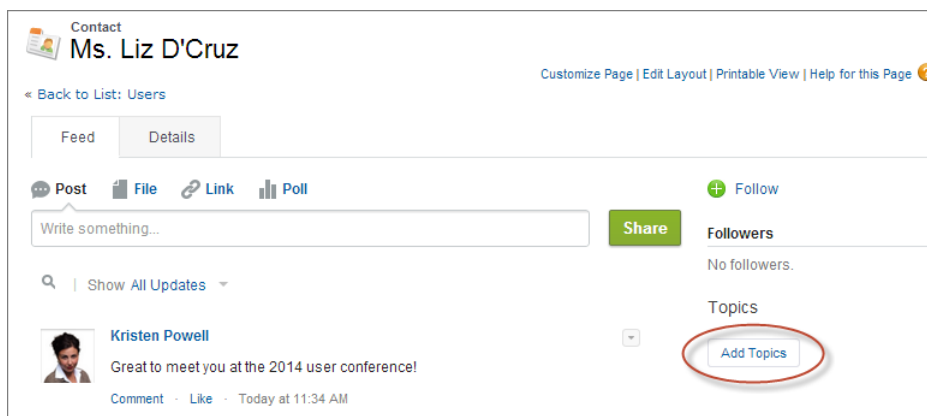 Contact
Ms. Liz D'Cruz
Customize Page | Edit Layout | Printable View | Help for this Page ?
« Back to List: Users
Feed Details
Post File Link Poll
Follow
Write something...
Share
Followers
No followers.
Show All Updates
Topics
Add Topics
Kristen Powell
Great to meet you at the 2014 user conference!
Comment · Like · Today at 11:34 AM